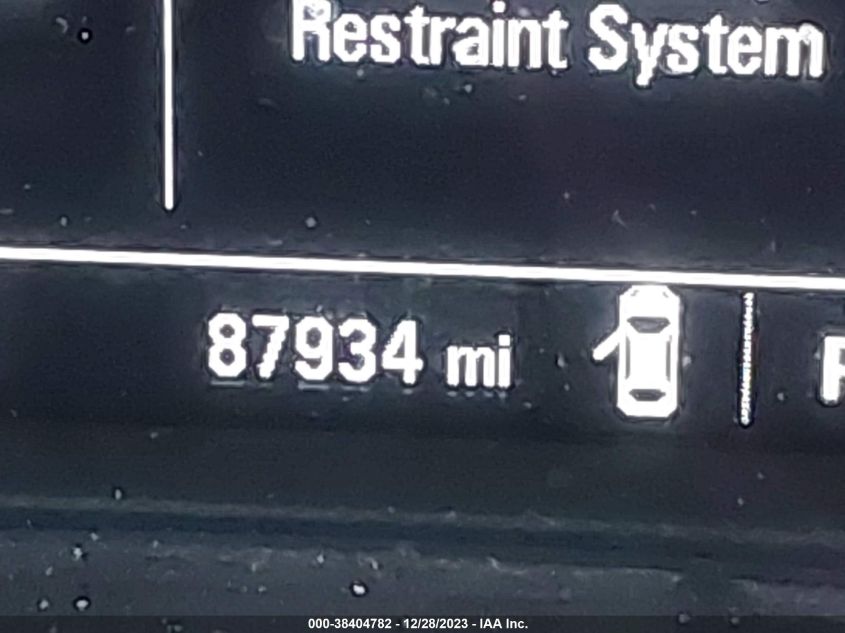 Restraint System
87934 mi
000-38404782 - 12/28/2023 - IAA Inc.